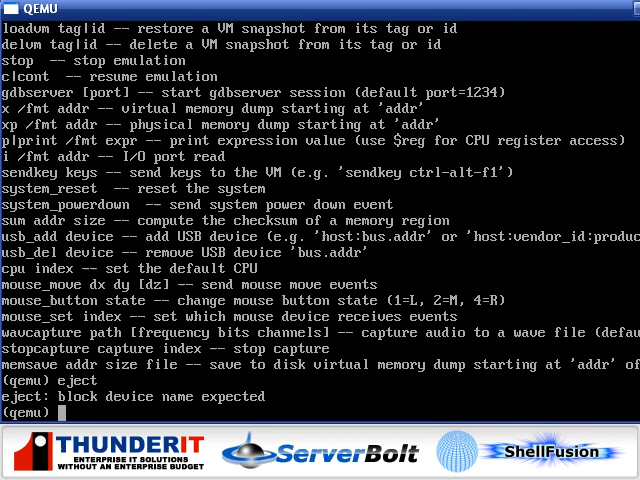 QEMU
loadvm tag|id -- restore a VM snapshot from its tag or id
delvm tag|id -- delete a VM snapshot from its tag or id
stop  -- stop emulation
c|cont  -- resume emulation
gdbserver [port] -- start gdbserver session (default port=1234)
x /fmt addr -- virtual memory dump starting at 'addr'
xp /fmt addr -- physical memory dump starting at 'addr'
p|print /fmt expr -- print expression value (use $reg for CPU register access)
i /fmt addr -- I/O port read
sendkey keys -- send keys to the VM (e.g. 'sendkey ctrl-alt-f1')
system_reset  -- reset the system
system_powerdown  -- send system power down event
sum addr size -- compute the checksum of a memory region
usb_add device -- add USB device (e.g. 'host:bus.addr' or 'host:vendor_id:produc
usb_del device -- remove USB device 'bus.addr'
cpu index -- set the default CPU
mouse_move dx dy [dz] -- send mouse move events
mouse_button state -- change mouse button state (1=L, 2=M, 4=R)
mouse_set index -- set which mouse device receives events
wavcapture path [frequency bits channels] -- capture audio to a wave file (defau
stopcapture capture index -- stop capture
memsave addr size file -- save to disk virtual memory dump starting at 'addr' of
(qemu) eject
eject: block device name expected
(qemu)
THUNDERIT
ENTERPRISE IT SOLUTIONS
WITHOUT AN ENTERPRISE BUDGET
ServerBolt
ShellFusion